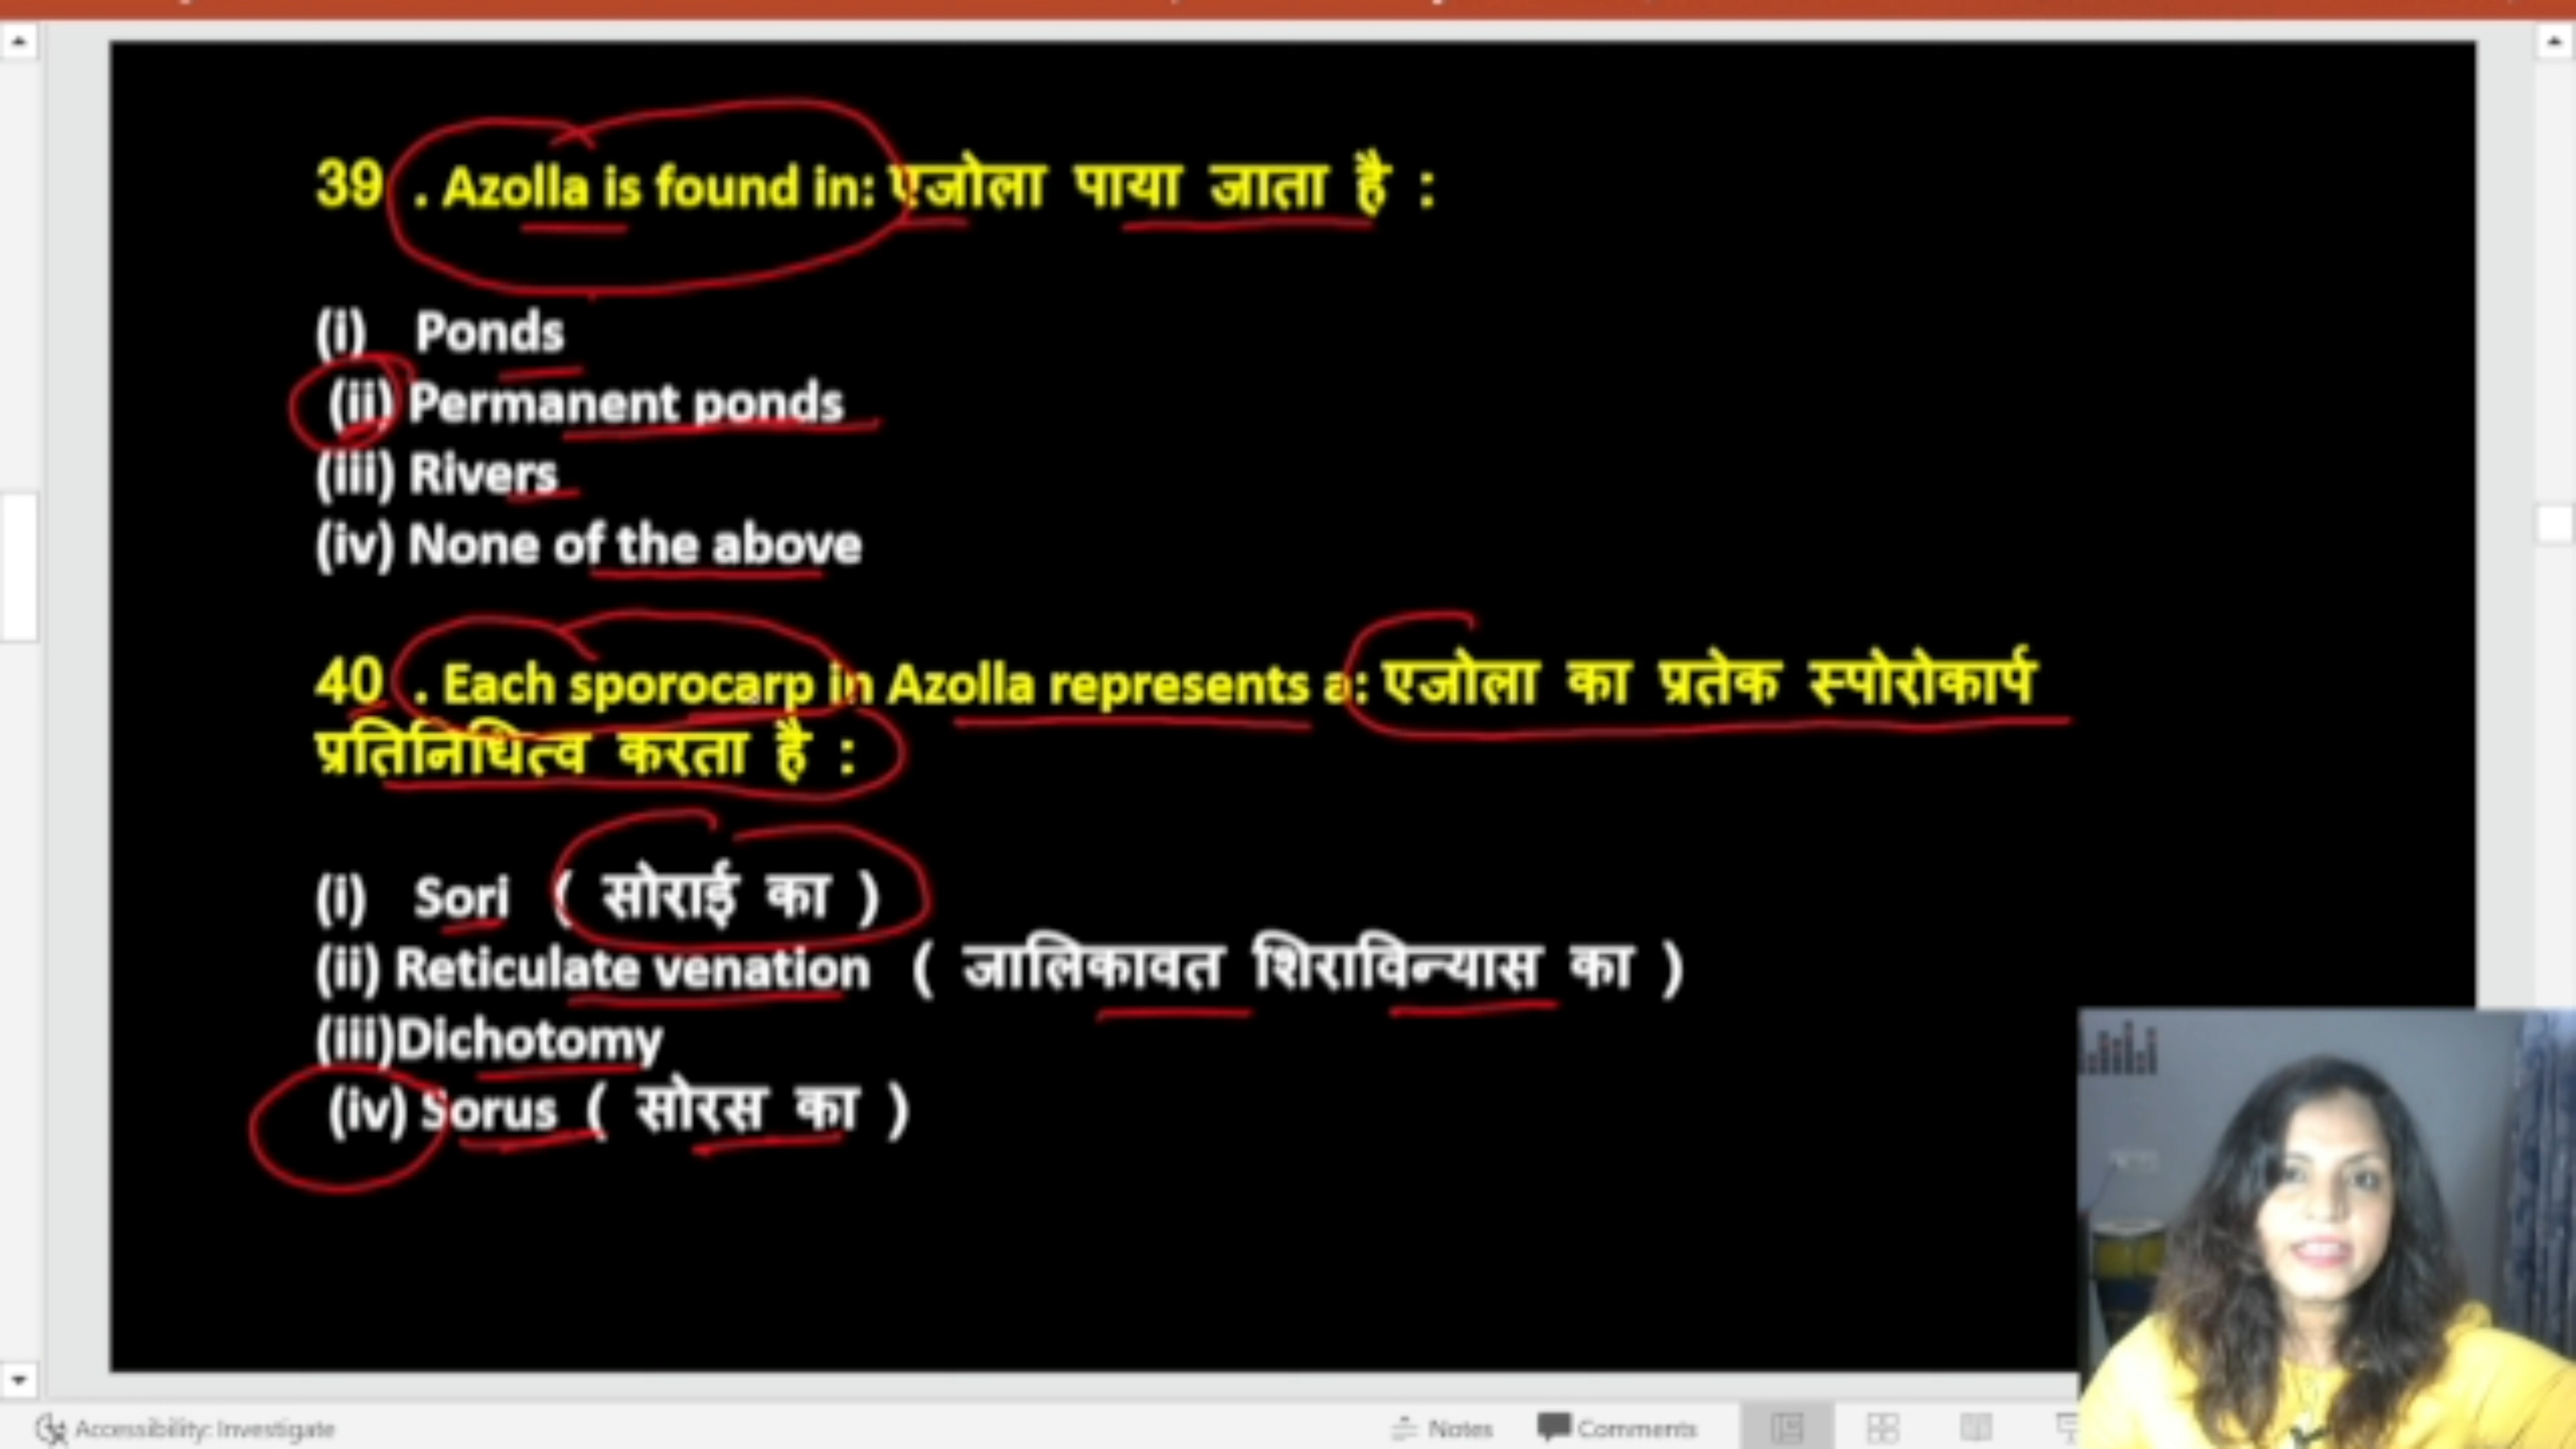 39 . Azolla is found in: एजोला पाया जाता है :
(i) Ponds
(ii) Permanent ponds
(iii) Rivers
(iv) None of the above
40 . Each sporocarp in Azolla represents a: एजोला का प्रतेक स्पोरोकार्प
प्रतिनिधित्व करता है :
(i) Sori ( सोराई का )
(ii) Reticulate venation ( जालिकावत शिराविन्यास का )
(iii)Dichotomy
(iv) Sorus ( सोरस का )
Accessibility: Investigate
Notes
Comments